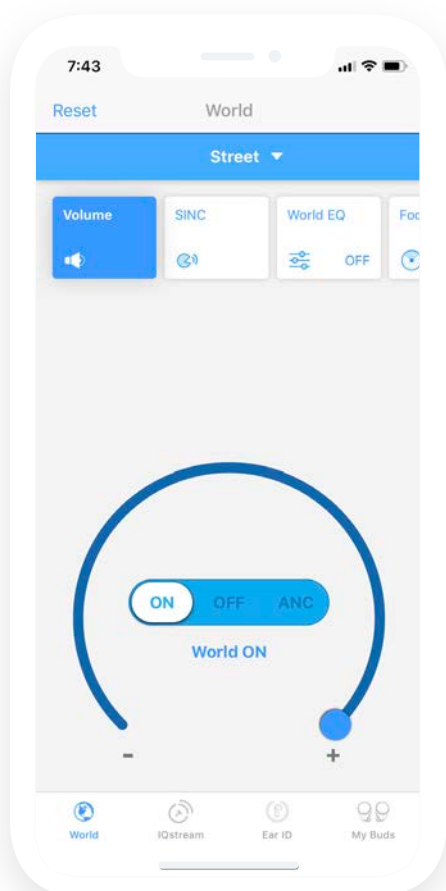 7:43
Reset World
Street
Volume SINC World EQ Foc
OFF
ON OFF ANC
World ON
- +
World IQstream Ear ID My Buds